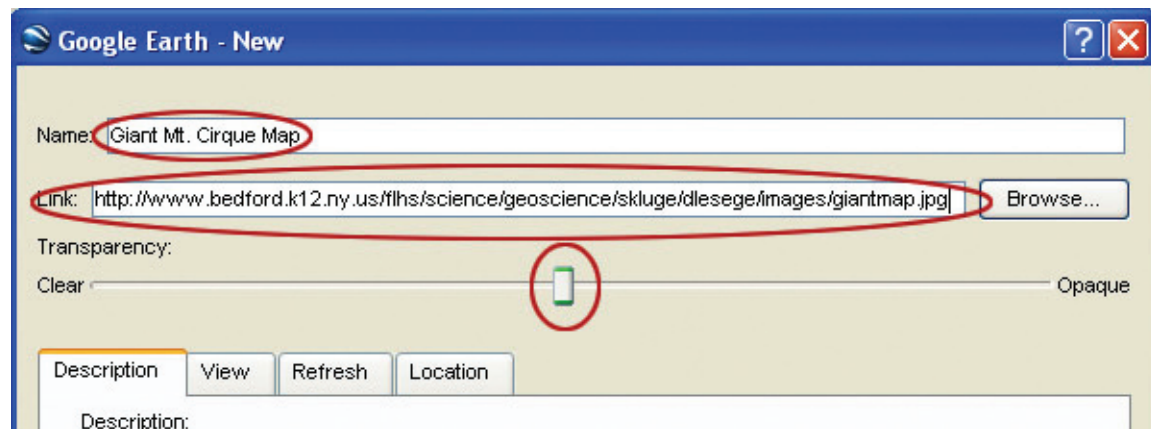 Google Earth - New
Name: Giant Mt. Cirque Map
Link: http://www.bedford.k12.ny.us/flhs/science/geoscience/skluge/dlesege/images/giantmap.jpg Browse...
Transparency:
Clear Opaque
Description View Refresh Location
Description: